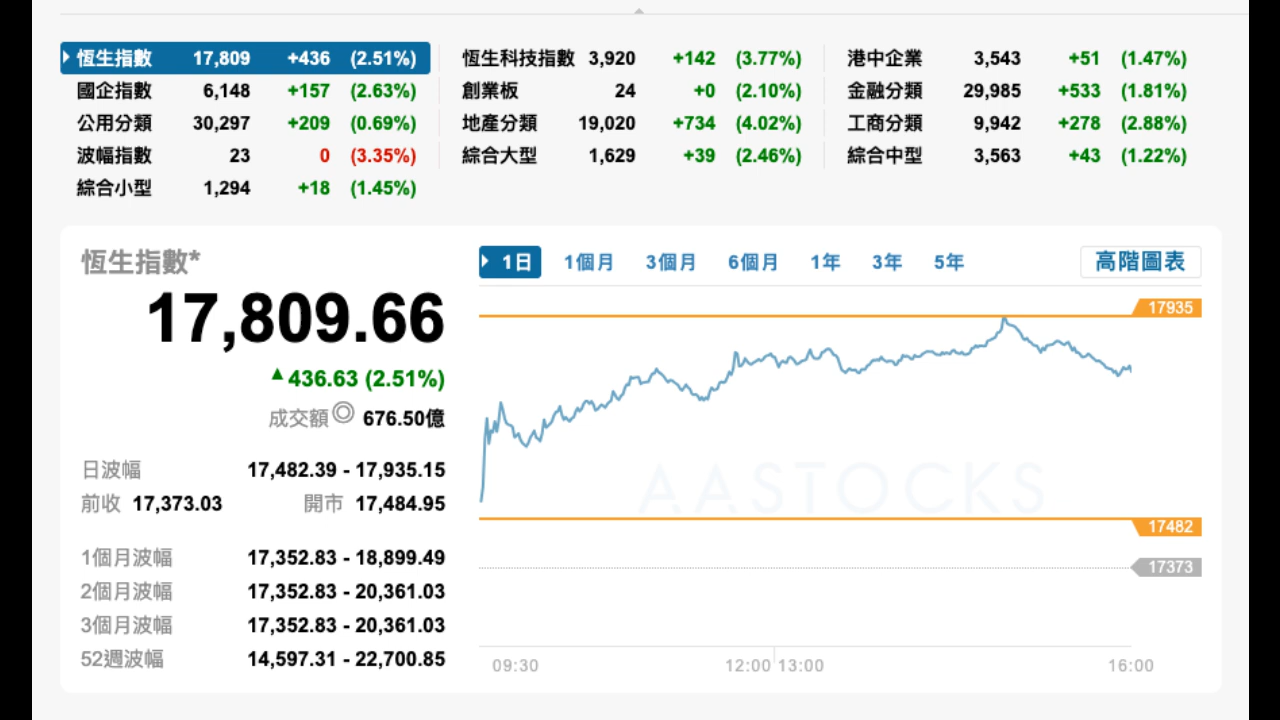 恆生指數 17,809 +436 (2.51%) 恆生科技指數 3,920 +142 (3.77%) 港中企業 3,543 +51 (1.47%)
國企指數 6,148 +157 (2.63%) 創業板 24 +0 (2.10%) 金融分類 29,985 +533 (1.81%)
公用分類 30,297 +209 (0.69%) 地產分類 19,020 +734 (4.02%) 工商分類 9,942 +278 (2.88%)
波幅指數 23 0 (3.35%) 綜合大型 1,629 +39 (2.46%) 綜合中型 3,563 +43 (1.22%)
綜合小型 1,294 +18 (1.45%)
恆生指數*
17,809.66
▲436.63 (2.51%)
成交額◎ 676.50億
日波幅 17,482.39 - 17,935.15
前收 17,373.03 開市 17,484.95
1個月波幅 17,352.83 - 18,899.49
2個月波幅 17,352.83 - 20,361.03
3個月波幅 17,352.83 - 20,361.03
52週波幅 14,597.31 - 22,700.85
1日 1個月 3個月 6個月 1年 3年 5年 高階圖表
17935
AASTOCKS
17482
17373
09:30 12:00 13:00 16:00